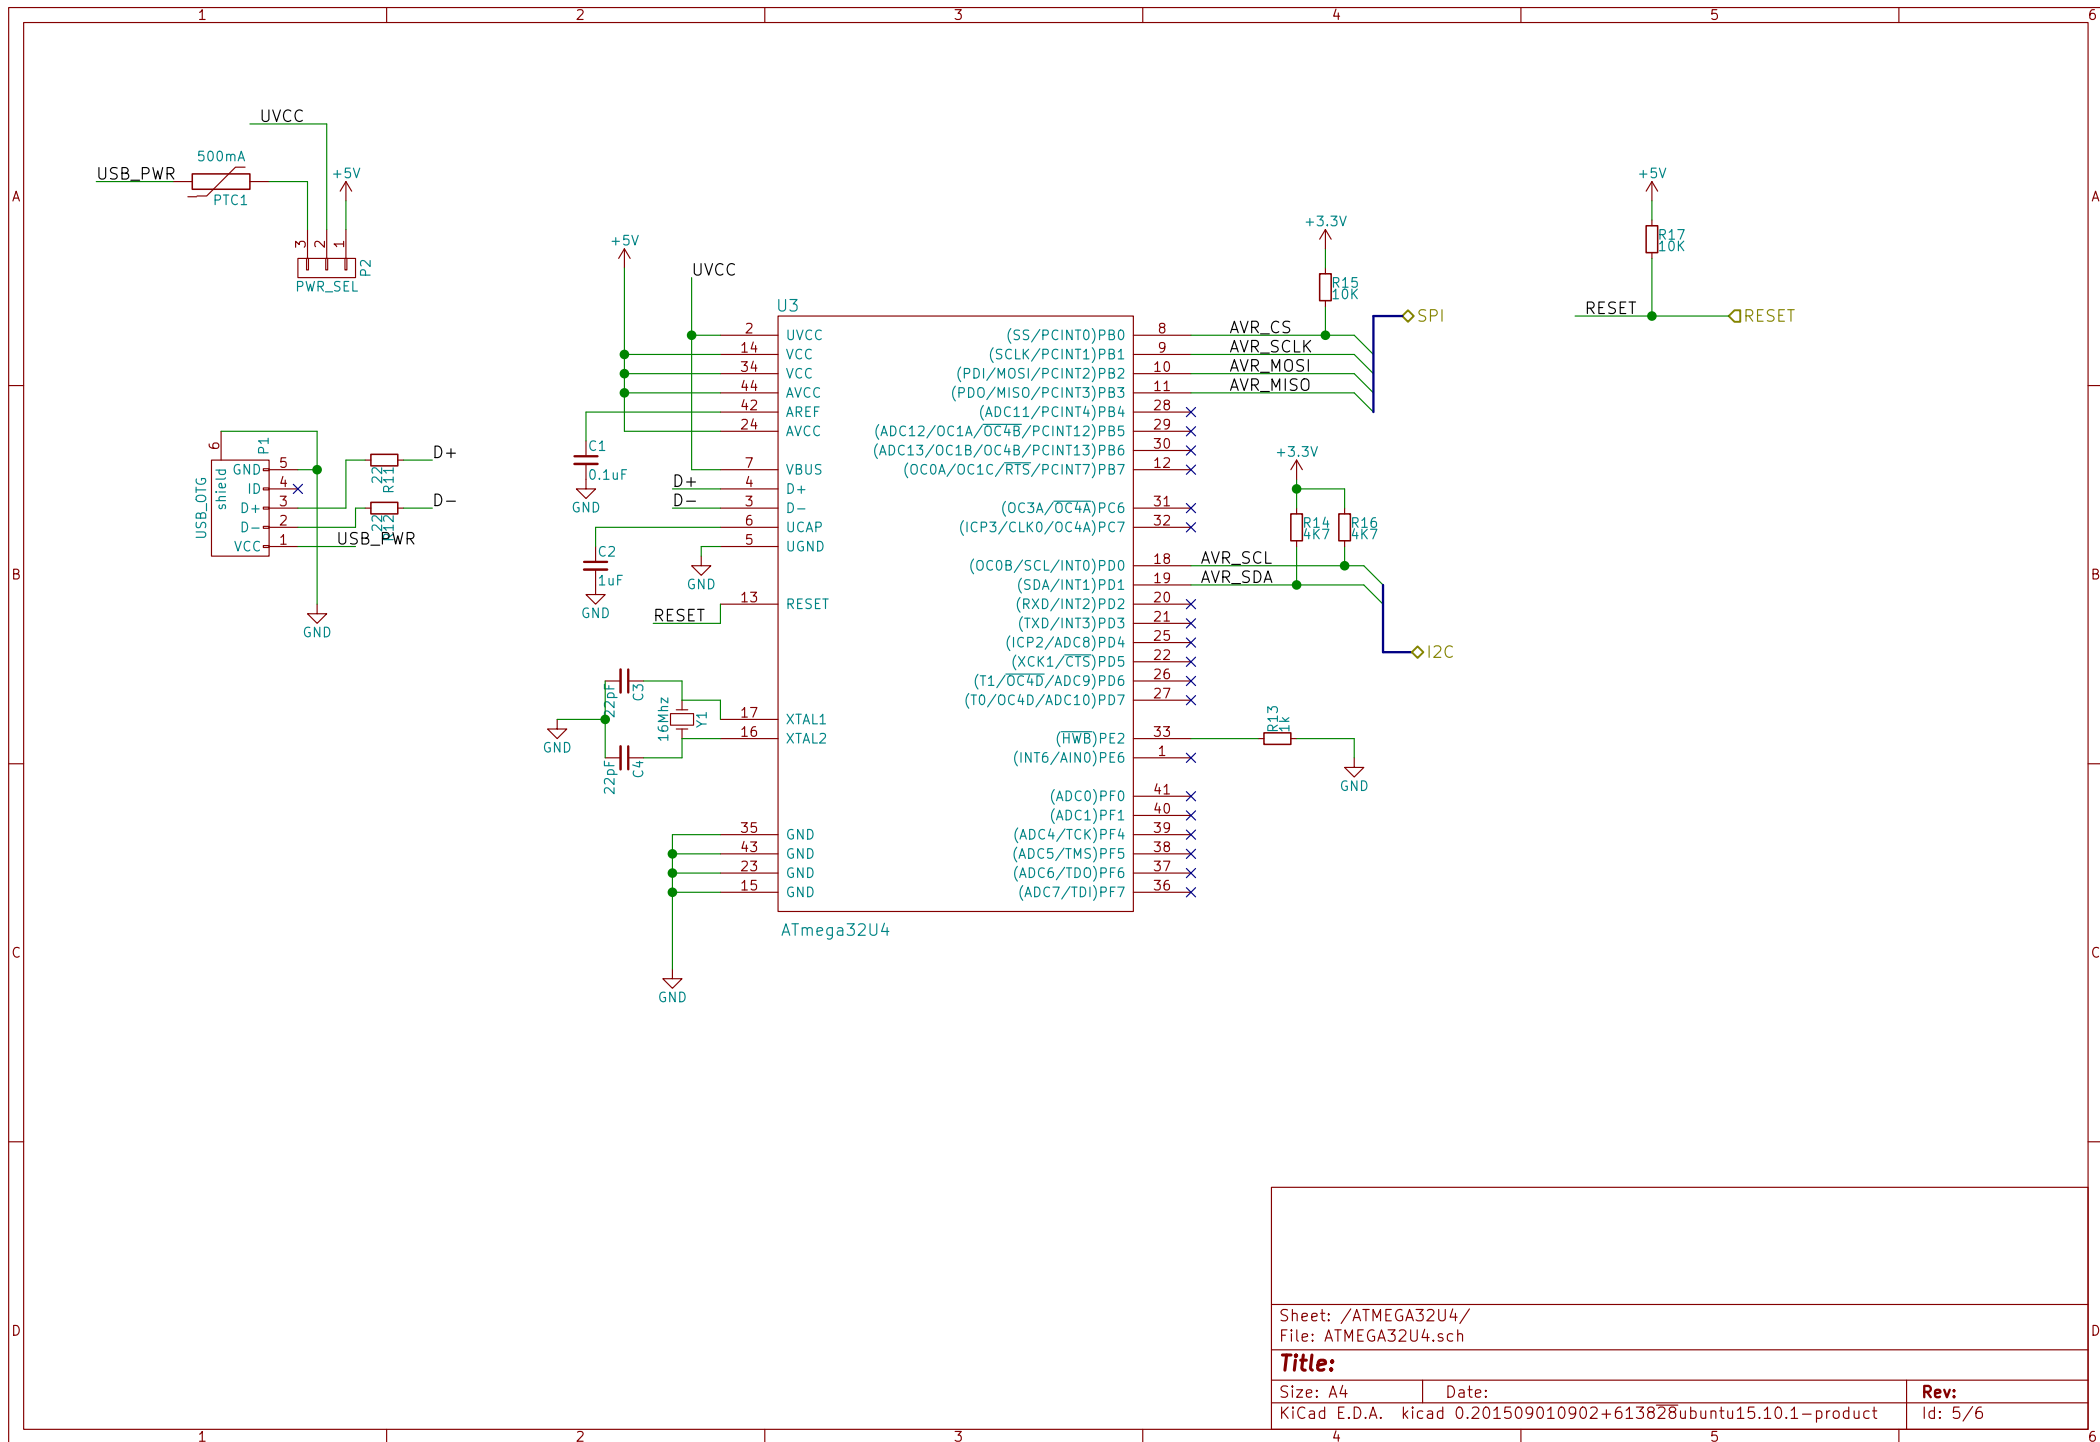 1 2 3 4 5 6
A A
B B
C C
D D
UVCC
500mA
USB_PWR
PTC1
+5V
3 2 1
P2
PWR_SEL
+5V
UVCC
+3.3V
R15
10K
+5V
R17
10K
RESET
RESET
SPI
U3
2 UVCC
14 VCC
34 VCC
44 AVCC
42 AREF
24 AVCC
7 VBUS
D+ 4 D+
D- 3 D-
6 UCAP
5 UGND
13 RESET
RESET
17 XTAL1
16 XTAL2
35 GND
43 GND
23 GND
15 GND
(SS/PCINT0)PB0 8 AVR_CS
(SCLK/PCINT1)PB1 9 AVR_SCLK
(PDI/MOSI/PCINT2)PB2 10 AVR_MOSI
(PDO/MISO/PCINT3)PB3 11 AVR_MISO
(ADC11/PCINT4)PB4 28
(ADC12/OC1A/OC4B/PCINT12)PB5 29
(ADC13/OC1B/OC4B/PCINT13)PB6 30
(OC0A/OC1C/RTS/PCINT7)PB7 12
(OC3A/OC4A)PC6 31
(ICP3/CLK0/OC4A)PC7 32
(OC0B/SCL/INT0)PD0 18 AVR_SCL
(SDA/INT1)PD1 19 AVR_SDA
(RXD/INT2)PD2 20
(TXD/INT3)PD3 21
(ICP2/ADC8)PD4 25
(XCK1/CTS)PD5 22
(T1/OC4D/ADC9)PD6 26
(T0/OC4D/ADC10)PD7 27
(HWB)PE2 33
(INT6/AIN0)PE6 1
(ADC0)PF0 41
(ADC1)PF1 40
(ADC4/TCK)PF4 39
(ADC5/TMS)PF5 38
(ADC6/TDO)PF6 37
(ADC7/TDI)PF7 36
ATmega32U4
+3.3V
R14
4K7
R16
4K7
I2C
R13
1k
GND
C1
0.1uF
GND
C2
1uF
GND
GND
22pF
C3
16Mhz
Y1
22pF
C4
GND
GND
6
P1
USB_OTG
shield
GND 5
ID 4
D+ 3
D- 2
VCC 1
22
R11
D+
22
R12
D-
USB_PWR
GND
Sheet: /ATMEGA32U4/
File: ATMEGA32U4.sch
Title:
Size: A4 Date: Rev:
KiCad E.D.A. kicad 0.201509010902+613828ubuntu15.10.1-product Id: 5/6
1 2 3 4 5 6